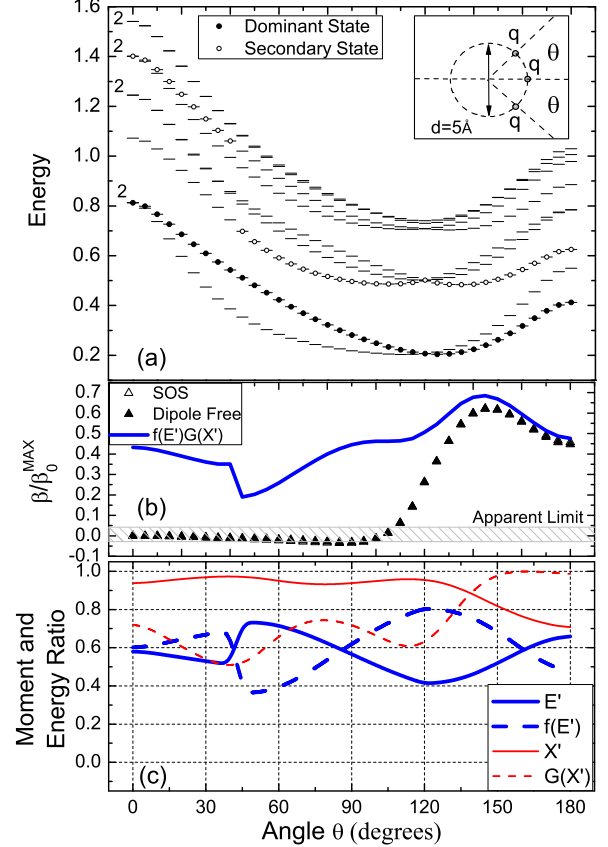 1.6
1.4
1.2
1.0
0.8
0.6
0.4
0.2
Energy
2
2
2
2
Dominant State
Secondary State
q
θ
q
θ
q
d=5Å
(a)
0.7
0.6
0.5
0.4
0.3
0.2
0.1
0.0
-0.1
β/β₀ᴹᴬˣ
SOS
Dipole Free
f(E')G(X')
Apparent Limit
(b)
1.0
0.8
0.6
0.4
0.2
0.0
Moment and
Energy Ratio
E'
f(E')
X'
G(X')
(c)
0 30 60 90 120 150 180
Angle θ (degrees)